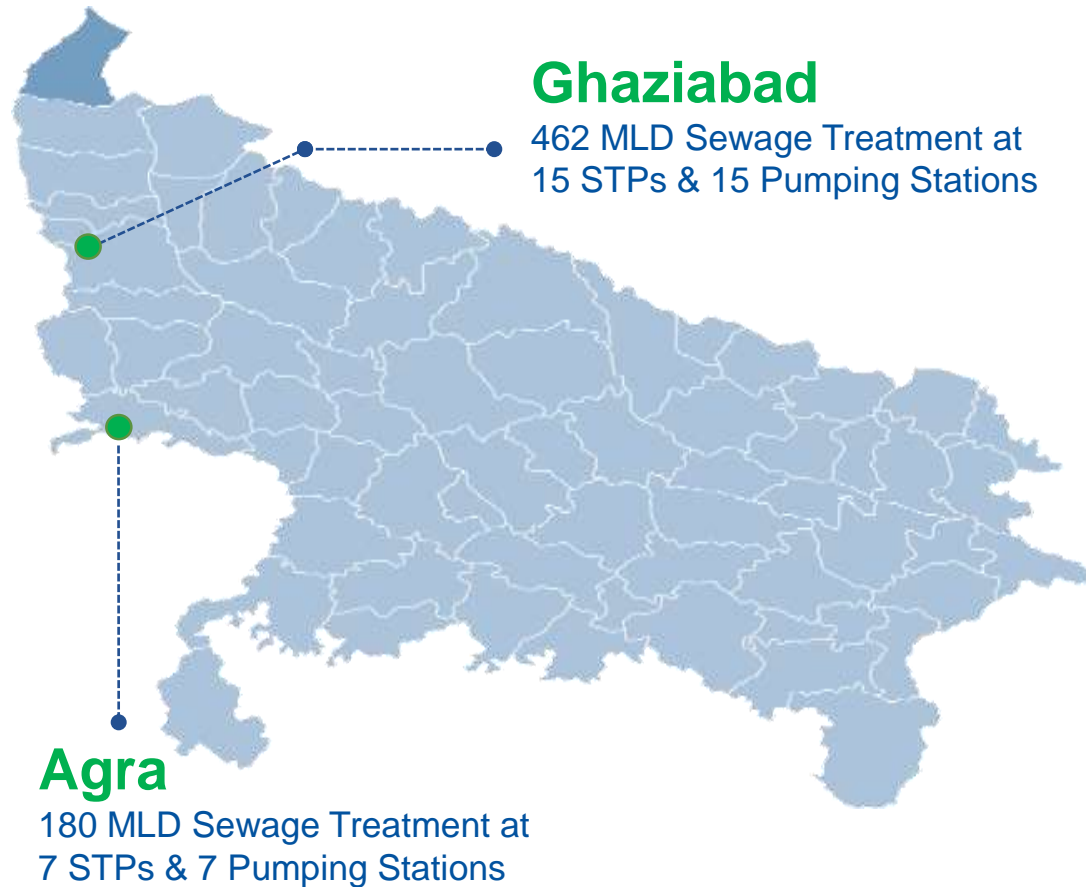 Ghaziabad
462 MLD Sewage Treatment at
15 STPs & 15 Pumping Stations
Agra
180 MLD Sewage Treatment at
7 STPs & 7 Pumping Stations